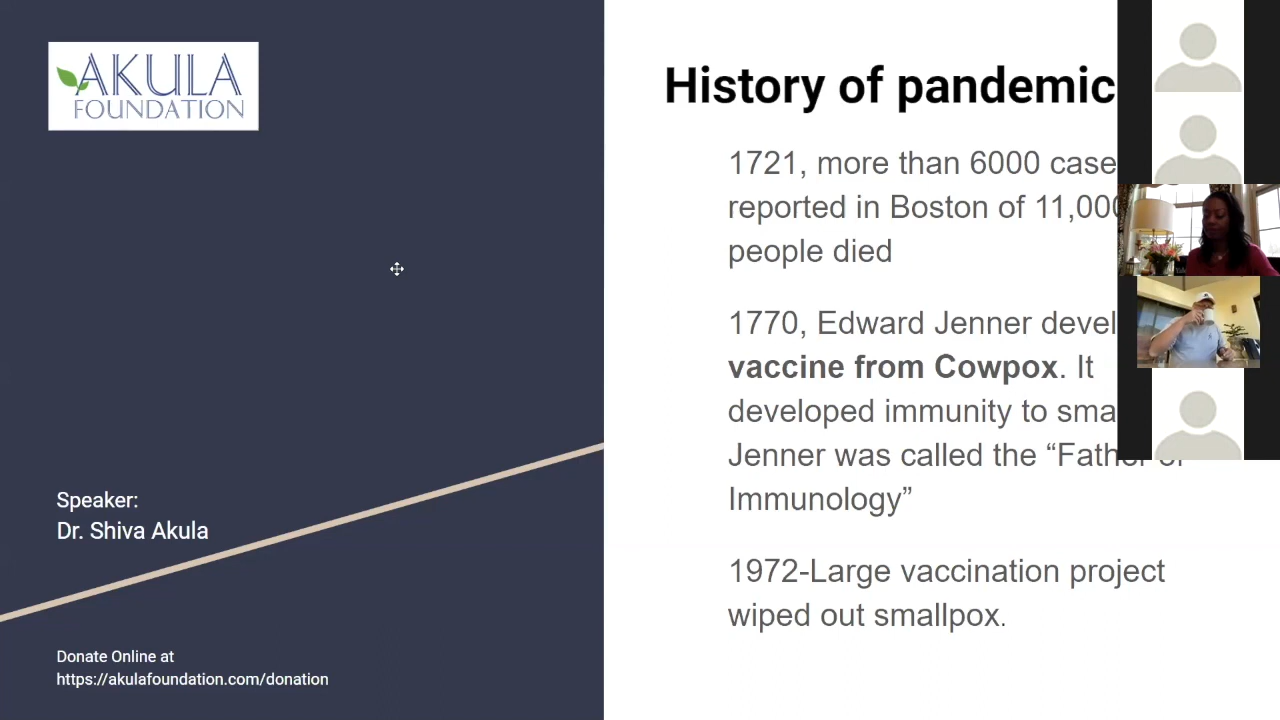 AKULA
FOUNDATION
History of pandemic
1721, more than 6000 case
reported in Boston of 11,000
people died
1770, Edward Jenner devel
vaccine from Cowpox. It
developed immunity to sma
Jenner was called the “Father of
Immunology”
1972-Large vaccination project
wiped out smallpox.
Speaker:
Dr. Shiva Akula
Donate Online at
https://akulafoundation.com/donation